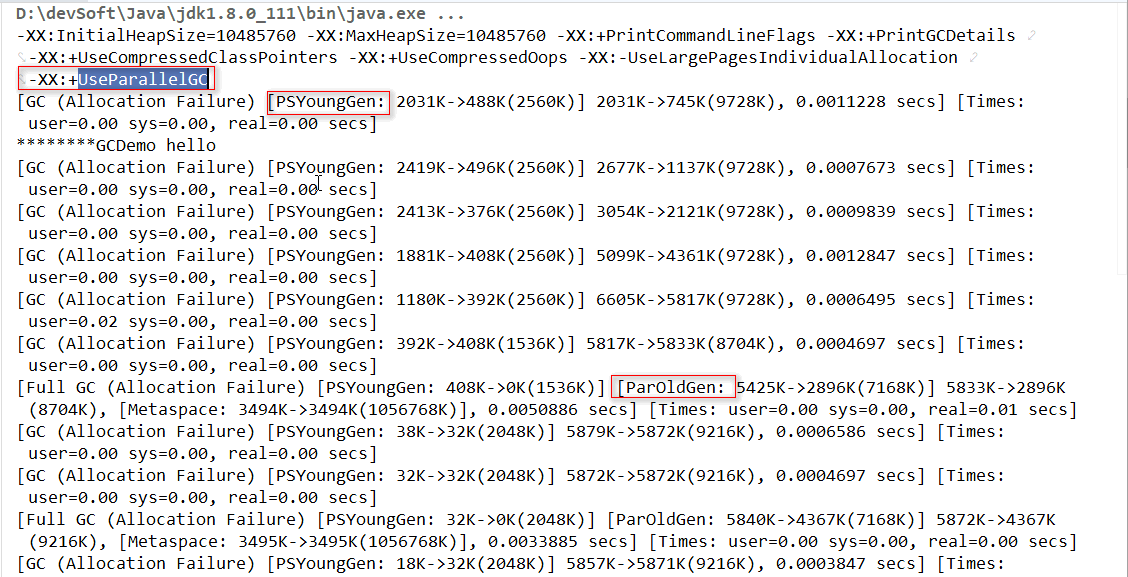 D:\devSoft\Java\jdk1.8.0_111\bin\java.exe ...
-XX:InitialHeapSize=10485760 -XX:MaxHeapSize=10485760 -XX:+PrintCommandLineFlags -XX:+PrintGCDetails
-XX:+UseCompressedClassPointers -XX:+UseCompressedOops -XX:-UseLargePagesIndividualAllocation
-XX:+UseParallelGC
[GC (Allocation Failure) [PSYoungGen: 2031K->488K(2560K)] 2031K->745K(9728K), 0.0011228 secs] [Times:
user=0.00 sys=0.00, real=0.00 secs]
********GCDemo hello
[GC (Allocation Failure) [PSYoungGen: 2419K->496K(2560K)] 2677K->1137K(9728K), 0.0007673 secs] [Times:
user=0.00 sys=0.00, real=0.00 secs]
[GC (Allocation Failure) [PSYoungGen: 2413K->376K(2560K)] 3054K->2121K(9728K), 0.0009839 secs] [Times:
user=0.00 sys=0.00, real=0.00 secs]
[GC (Allocation Failure) [PSYoungGen: 1881K->408K(2560K)] 5099K->4361K(9728K), 0.0012847 secs] [Times:
user=0.00 sys=0.00, real=0.00 secs]
[GC (Allocation Failure) [PSYoungGen: 1180K->392K(2560K)] 6605K->5817K(9728K), 0.0006495 secs] [Times:
user=0.02 sys=0.00, real=0.00 secs]
[GC (Allocation Failure) [PSYoungGen: 392K->408K(1536K)] 5817K->5833K(8704K), 0.0004697 secs] [Times:
user=0.00 sys=0.00, real=0.00 secs]
[Full GC (Allocation Failure) [PSYoungGen: 408K->0K(1536K)] [ParOldGen: 5425K->2896K(7168K)] 5833K->2896K
(8704K), [Metaspace: 3494K->3494K(1056768K)], 0.0050886 secs] [Times: user=0.00 sys=0.00, real=0.01 secs]
[GC (Allocation Failure) [PSYoungGen: 38K->32K(2048K)] 5879K->5872K(9216K), 0.0006586 secs] [Times:
user=0.00 sys=0.00, real=0.00 secs]
[GC (Allocation Failure) [PSYoungGen: 32K->32K(2048K)] 5872K->5872K(9216K), 0.0004697 secs] [Times:
user=0.00 sys=0.00, real=0.00 secs]
[Full GC (Allocation Failure) [PSYoungGen: 32K->0K(2048K)] [ParOldGen: 5840K->4367K(7168K)] 5872K->4367K
(9216K), [Metaspace: 3495K->3495K(1056768K)], 0.0033885 secs] [Times: user=0.00 sys=0.00, real=0.00 secs]
[GC (Allocation Failure) [PSYoungGen: 18K->32K(2048K)] 5857K->5871K(9216K), 0.0003847 secs] [Times: